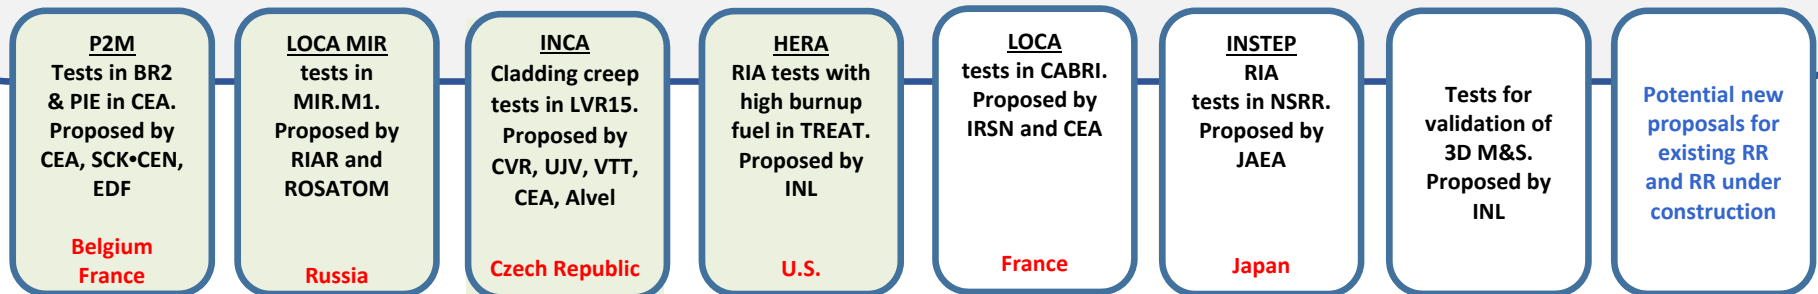 P2M
Tests in BR2
& PIE in CEA.
Proposed by
CEA, SCK•CEN,
EDF
Belgium
France
LOCA MIR
tests in
MIR.M1.
Proposed by
RIAR and
ROSATOM
Russia
INCA
Cladding creep
tests in LVR15.
Proposed by
CVR, UJV, VTT,
CEA, Alvel
Czech Republic
HERA
RIA tests with
high burnup
fuel in TREAT.
Proposed by
INL
U.S.
LOCA
tests in CABRI.
Proposed by
IRSN and CEA
France
INSTEP
RIA
tests in NSRR.
Proposed by
JAEA
Japan
Tests for
validation of
3D M&S.
Proposed by
INL
Potential new
proposals for
existing RR
and RR under
construction